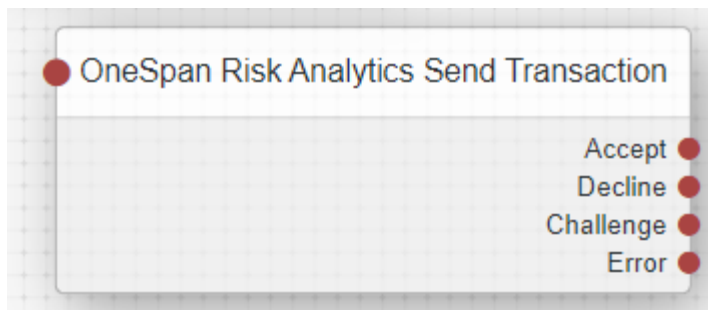 OneSpan Risk Analytics Send Transaction
Accept
Decline
Challenge
Error